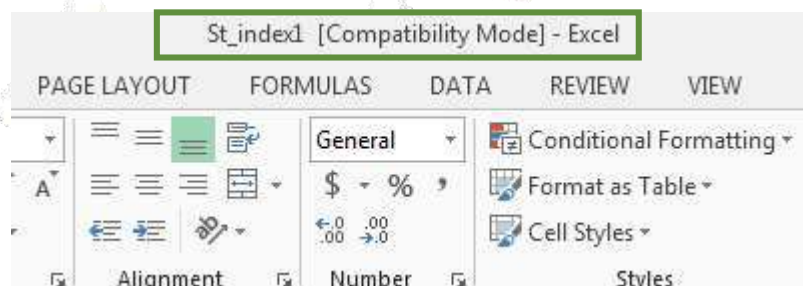 St_index1 [Compatibility Mode] - Excel
PAGE LAYOUT FORMULAS DATA REVIEW VIEW
General Conditional Formatting
A $ % , Format as Table
.0 .00 Cell Styles
.00 .0
Alignment Number Styles